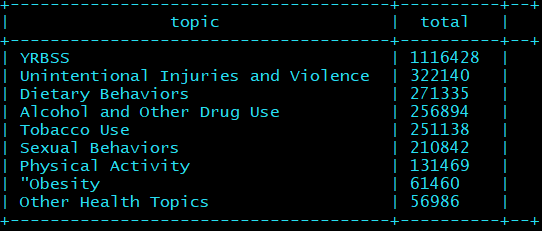 topic total
YRBSS 1116428
Unintentional Injuries and Violence 322140
Dietary Behaviors 271335
Alcohol and Other Drug Use 256894
Tobacco Use 251138
Sexual Behaviors 210842
Physical Activity 131469
"Obesity 61460
Other Health Topics 56986